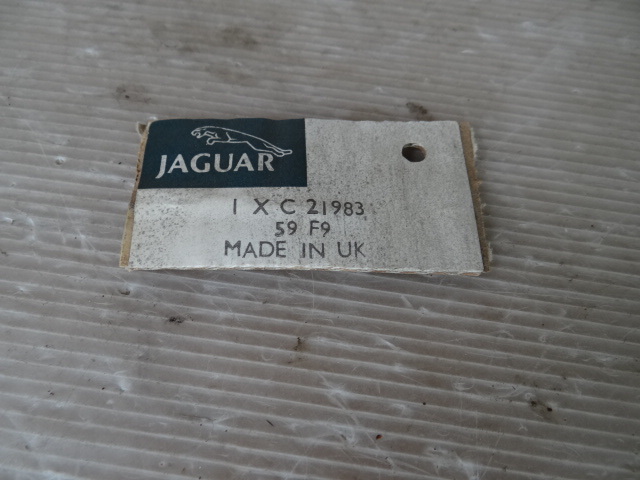 JAGUAR
1 X C 21983
59 F9
MADE IN UK